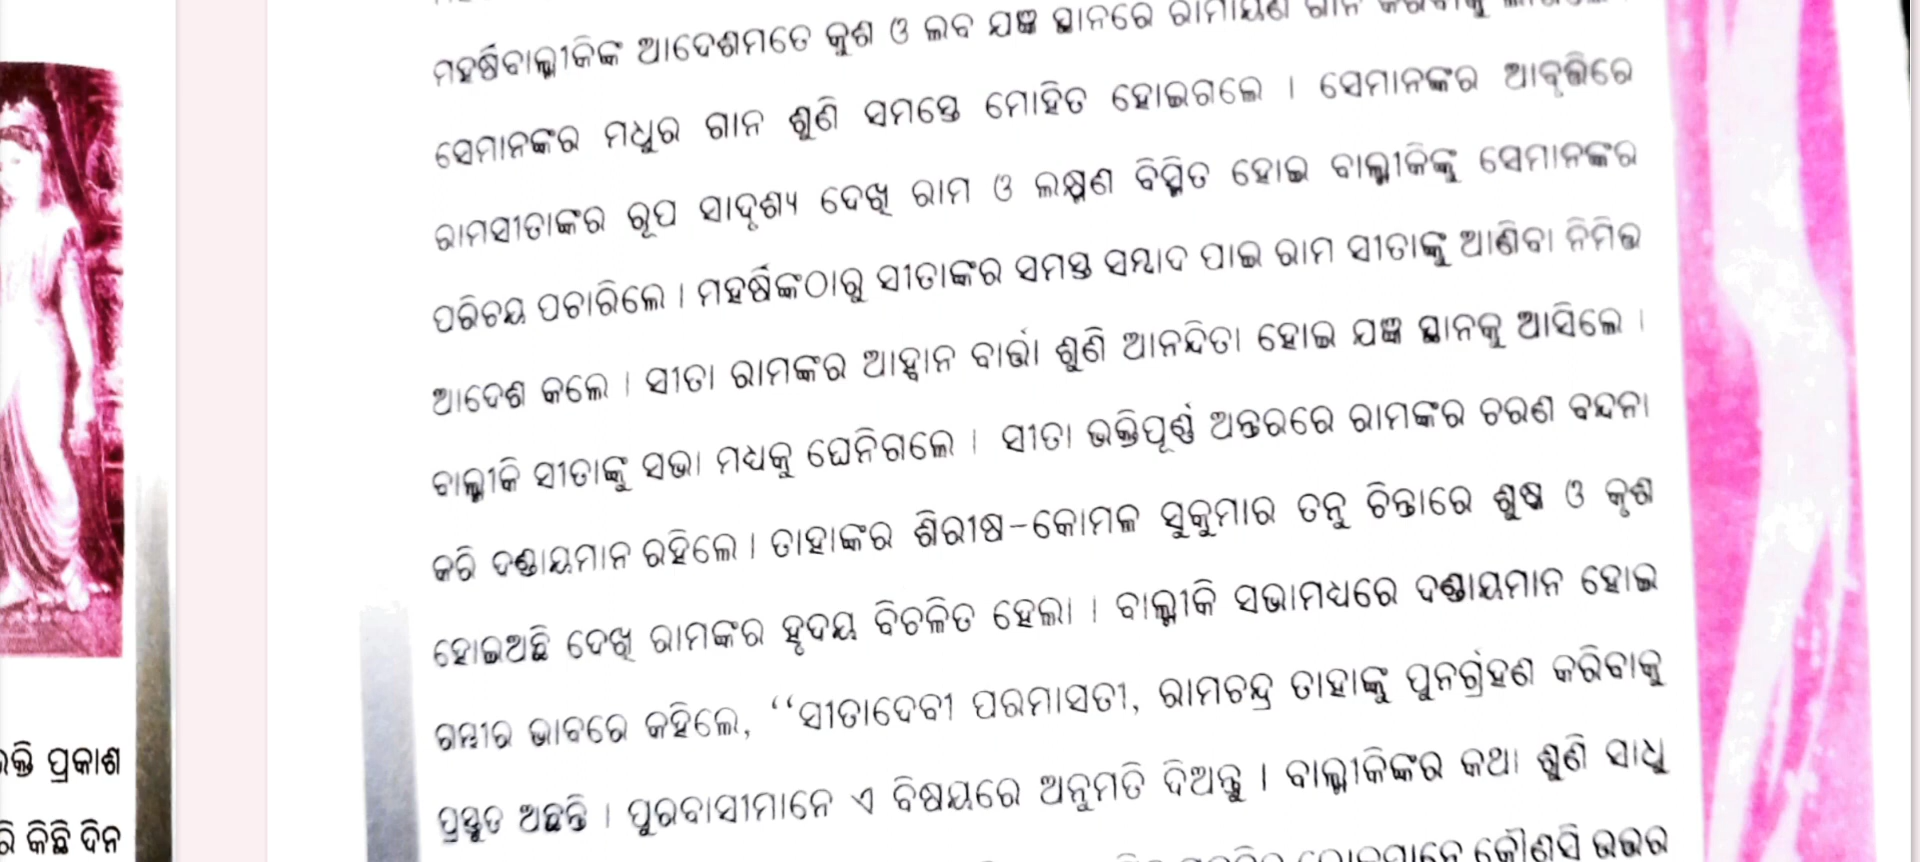 ମହର୍ଷିବାଲ୍ମୀକିଙ୍କ ଆଦେଶମତେ କୁଶ ଓ ଲବ ଯଜ୍ଞ ସ୍ଥାନରେ ରାମାୟଣ ଗାନ
ସେମାନଙ୍କର ମଧୁର ଗାନ ଶୁଣି ସମସ୍ତେ ମୋହିତ ହୋଇଗଲେ । ସେମାନଙ୍କର ଆବୃତ୍ତିରେ
ରାମସୀତାଙ୍କର ରୂପ ସାଦୃଶ୍ୟ ଦେଖି ରାମ ଓ ଲକ୍ଷ୍ମଣ ବିସ୍ମିତ ହୋଇ ବାଲ୍ମୀକିଙ୍କୁ ସେମାନଙ୍କର
ପରିଚୟ ପଚାରିଲେ । ମହର୍ଷିଙ୍କଠାରୁ ସୀତାଙ୍କର ସମସ୍ତ ସମ୍ବାଦ ପାଇ ରାମ ସୀତାଙ୍କୁ ଆଣିବା ନିମିତ୍ତ
ଆଦେଶ କଲେ । ସୀତା ରାମଙ୍କର ଆହ୍ୱାନ ବାର୍ତ୍ତା ଶୁଣି ଆନନ୍ଦିତା ହୋଇ ଯଜ୍ଞ ସ୍ଥାନକୁ ଆସିଲେ ।
ବାଲ୍ମୀକି ସୀତାଙ୍କୁ ସଭା ମଧ୍ୟକୁ ଘେନିଗଲେ । ସୀତା ଭକ୍ତିପୂର୍ଣ୍ଣ ଅନ୍ତରରେ ରାମଙ୍କର ଚରଣ ବନ୍ଦନା
କରି ଦଣ୍ଡାୟମାନ ରହିଲେ । ତାହାଙ୍କର ଶିରୀଷ-କୋମଳ ସୁକୁମାର ତନୁ ଚିନ୍ତାରେ ଶୁଷ୍କ ଓ କୃଶ
ହୋଇଅଛି ଦେଖି ରାମଙ୍କର ହୃଦୟ ବିଚଳିତ ହେଲା । ବାଲ୍ମୀକି ସଭାମଧ୍ୟରେ ଦଣ୍ଡାୟମାନ ହୋଇ
ଗମ୍ଭୀର ଭାବରେ କହିଲେ, ‘‘ସୀତାଦେବୀ ପରମାସତୀ, ରାମଚନ୍ଦ୍ର ତାହାଙ୍କୁ ପୁନର୍ଗ୍ରହଣ କରିବାକୁ
ପ୍ରସ୍ତୁତ ଅଛନ୍ତି । ପୁରବାସୀମାନେ ଏ ବିଷୟରେ ଅନୁମତି ଦିଅନ୍ତୁ । ବାଲ୍ମୀକିଙ୍କର କଥା ଶୁଣି ସାଧୁ
କୌଣସି ଉତ୍ତର
ପ୍ରକାଶ
କିଛି ଦିନ